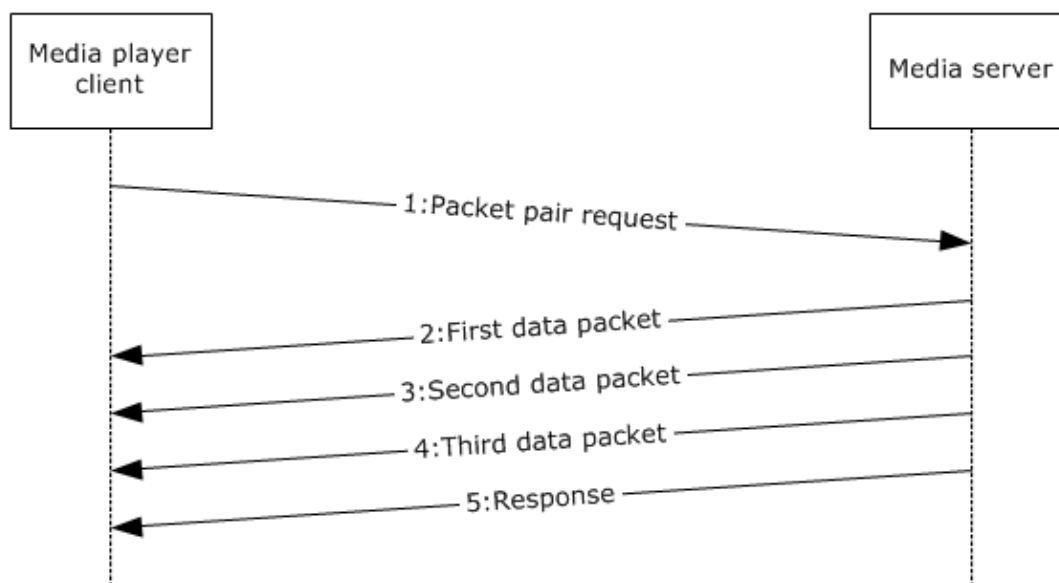 Media player
client
Media server
1:Packet pair request
2:First data packet
3:Second data packet
4:Third data packet
5:Response